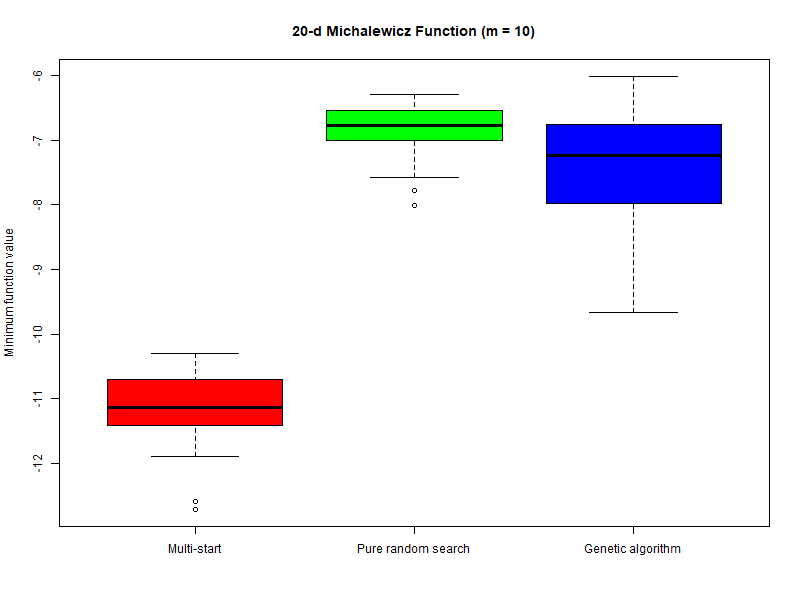 20-d Michalewicz Function (m = 10)
Minimum function value
-6
-7
-8
-9
-10
-11
-12
Multi-start
Pure random search
Genetic algorithm